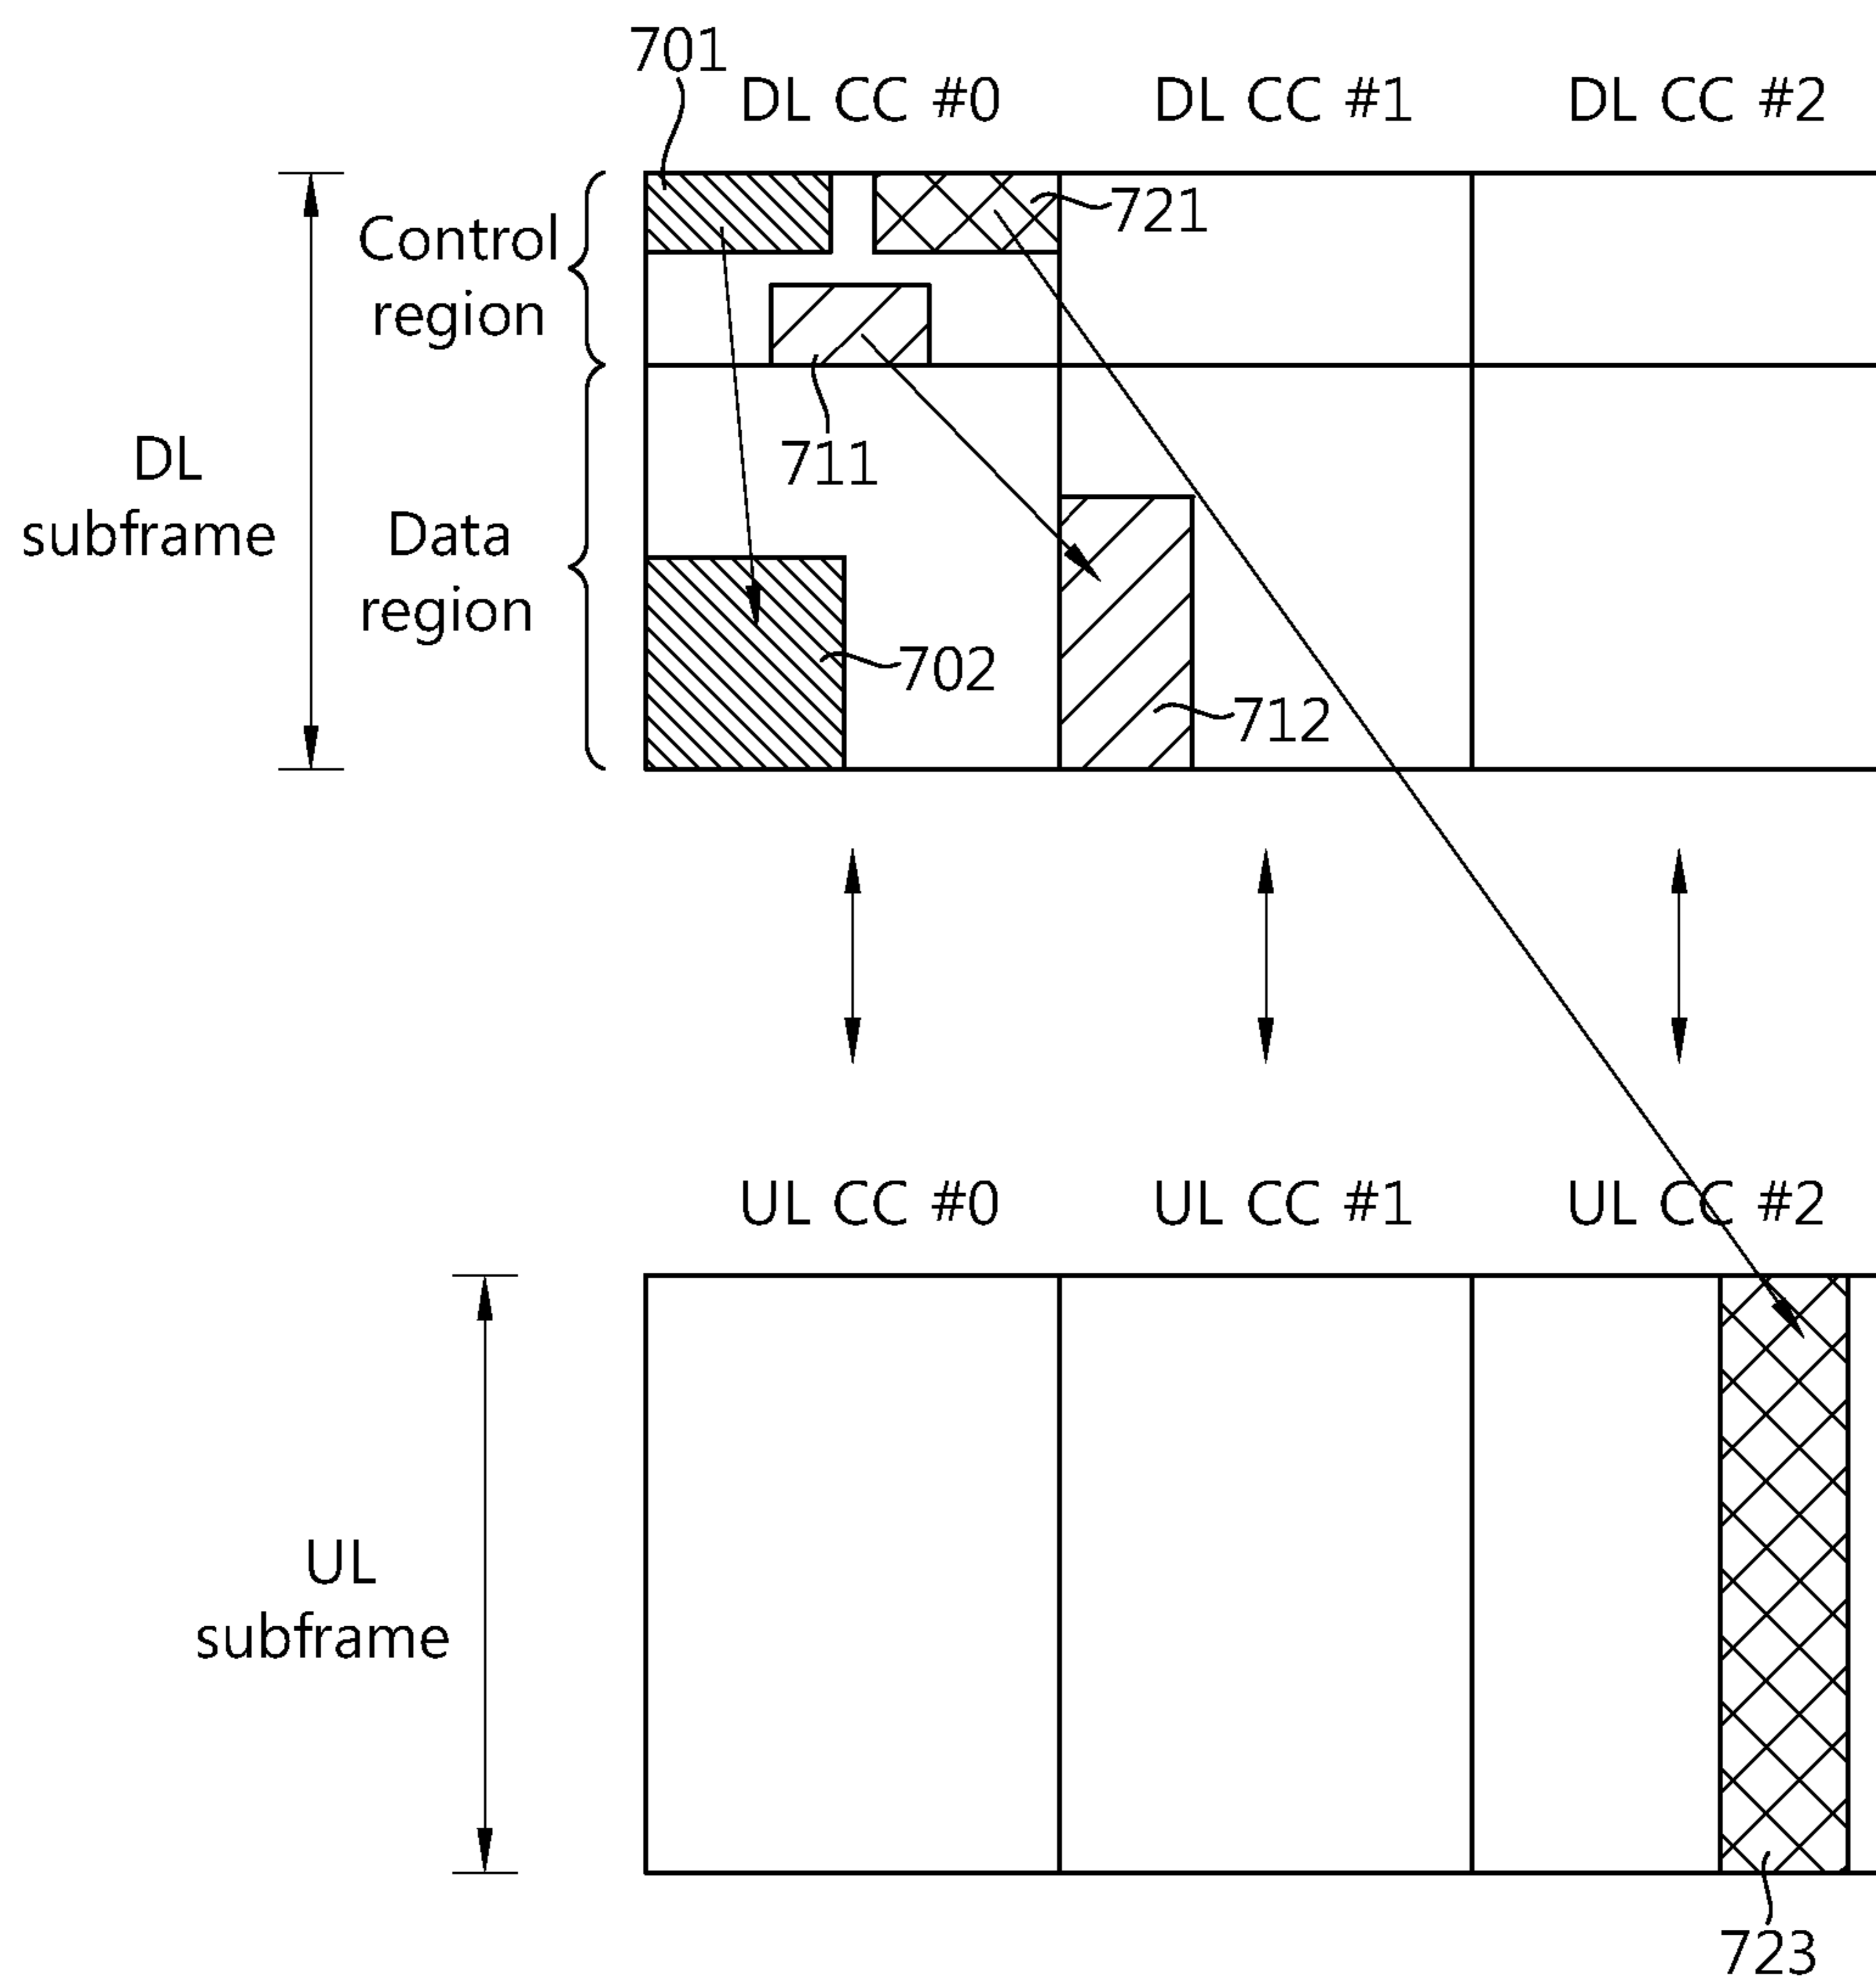 701
DL CC #0
DL CC #1
DL CC #2
721
Control
region
711
DL
subframe
Data
region
702
712
UL CC #0
UL CC #1
UL CC #2
UL
subframe
723